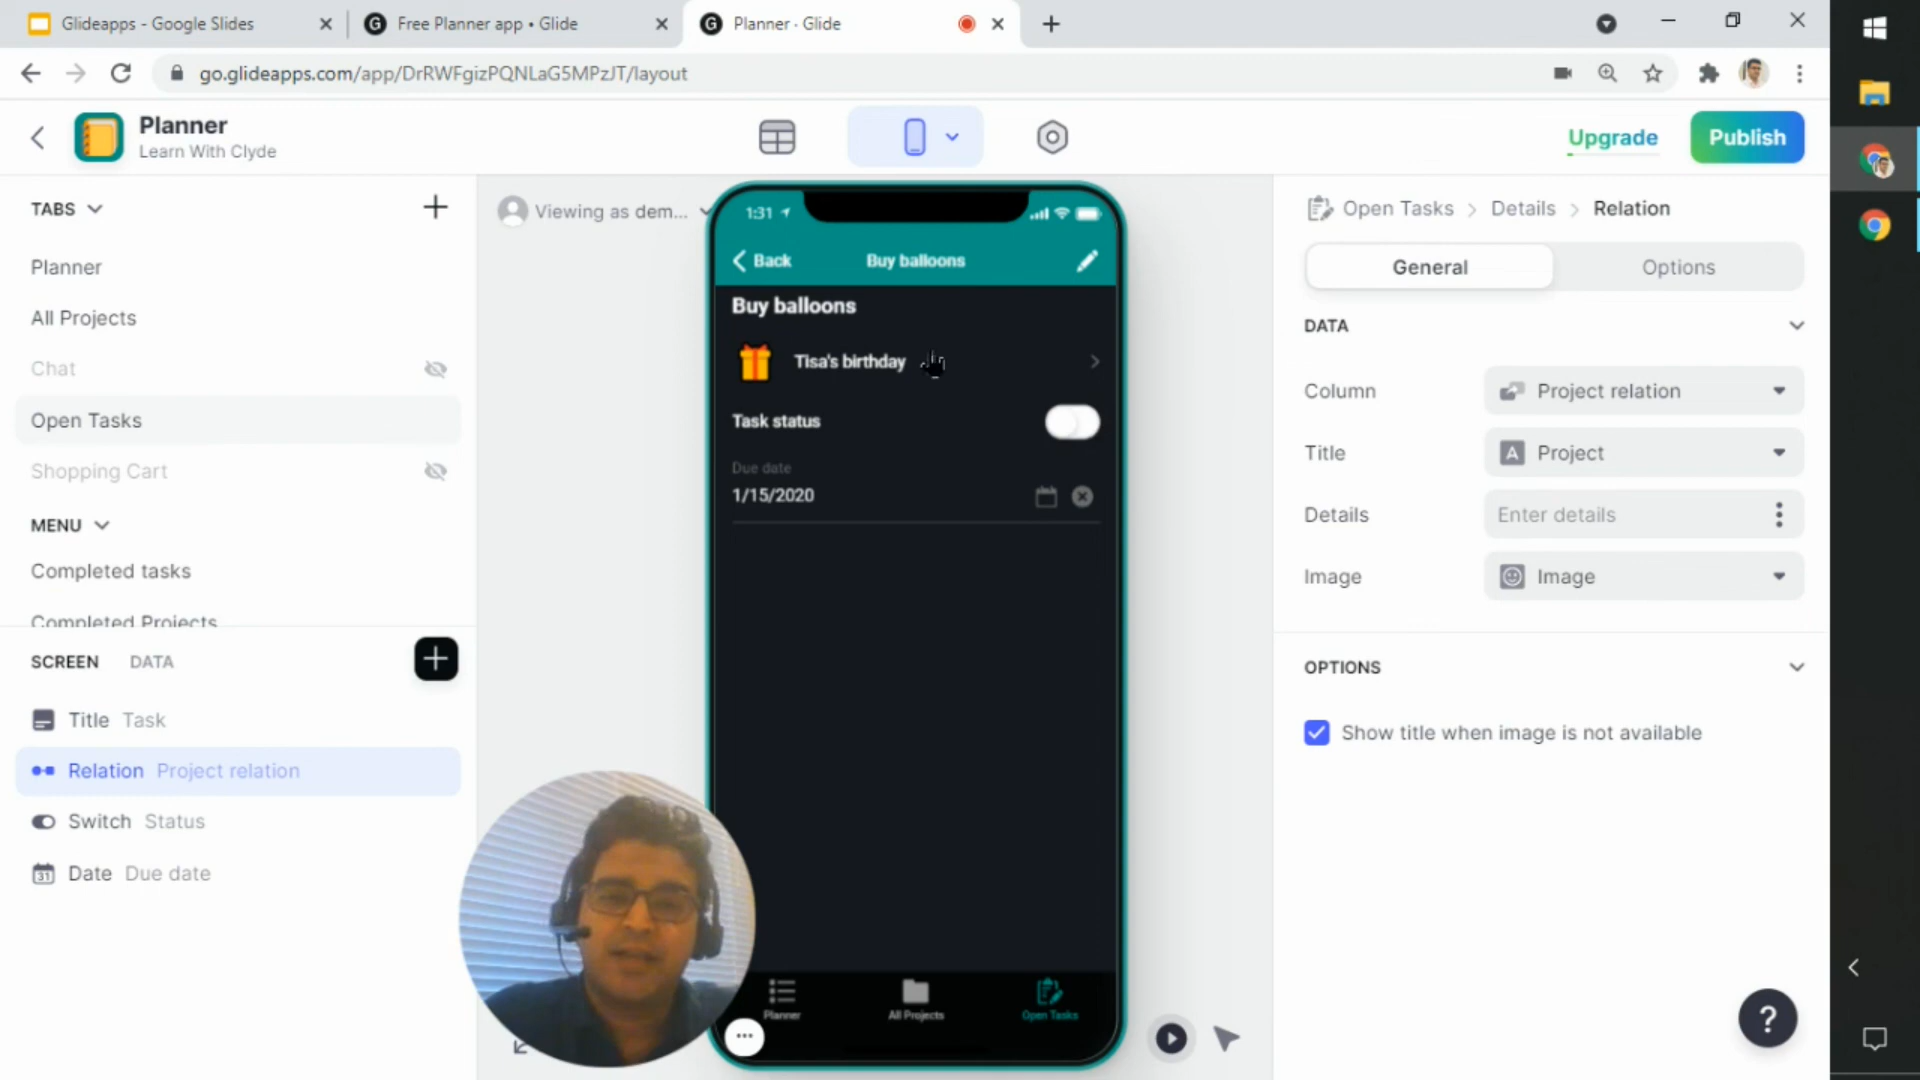 Glideapps - Google Slides
Free Planner app • Glide
Planner · Glide
go.glideapps.com/app/DrRWFgizPQNLaG5MPzJT/layout
Planner
Learn With Clyde
Upgrade
Publish
TABS
Planner
All Projects
Chat
Open Tasks
Shopping Cart
MENU
Completed tasks
Completed Projects
SCREEN DATA
Title Task
Relation Project relation
Switch Status
31 Date Due date
Viewing as dem...
1:31
Back Buy balloons
Buy balloons
Tisa's birthday
Task status
Due date
1/15/2020
Planner All Projects Open Tasks
Open Tasks > Details > Relation
General Options
DATA
Column Project relation
Title A Project
Details Enter details
Image Image
OPTIONS
Show title when image is not available
?